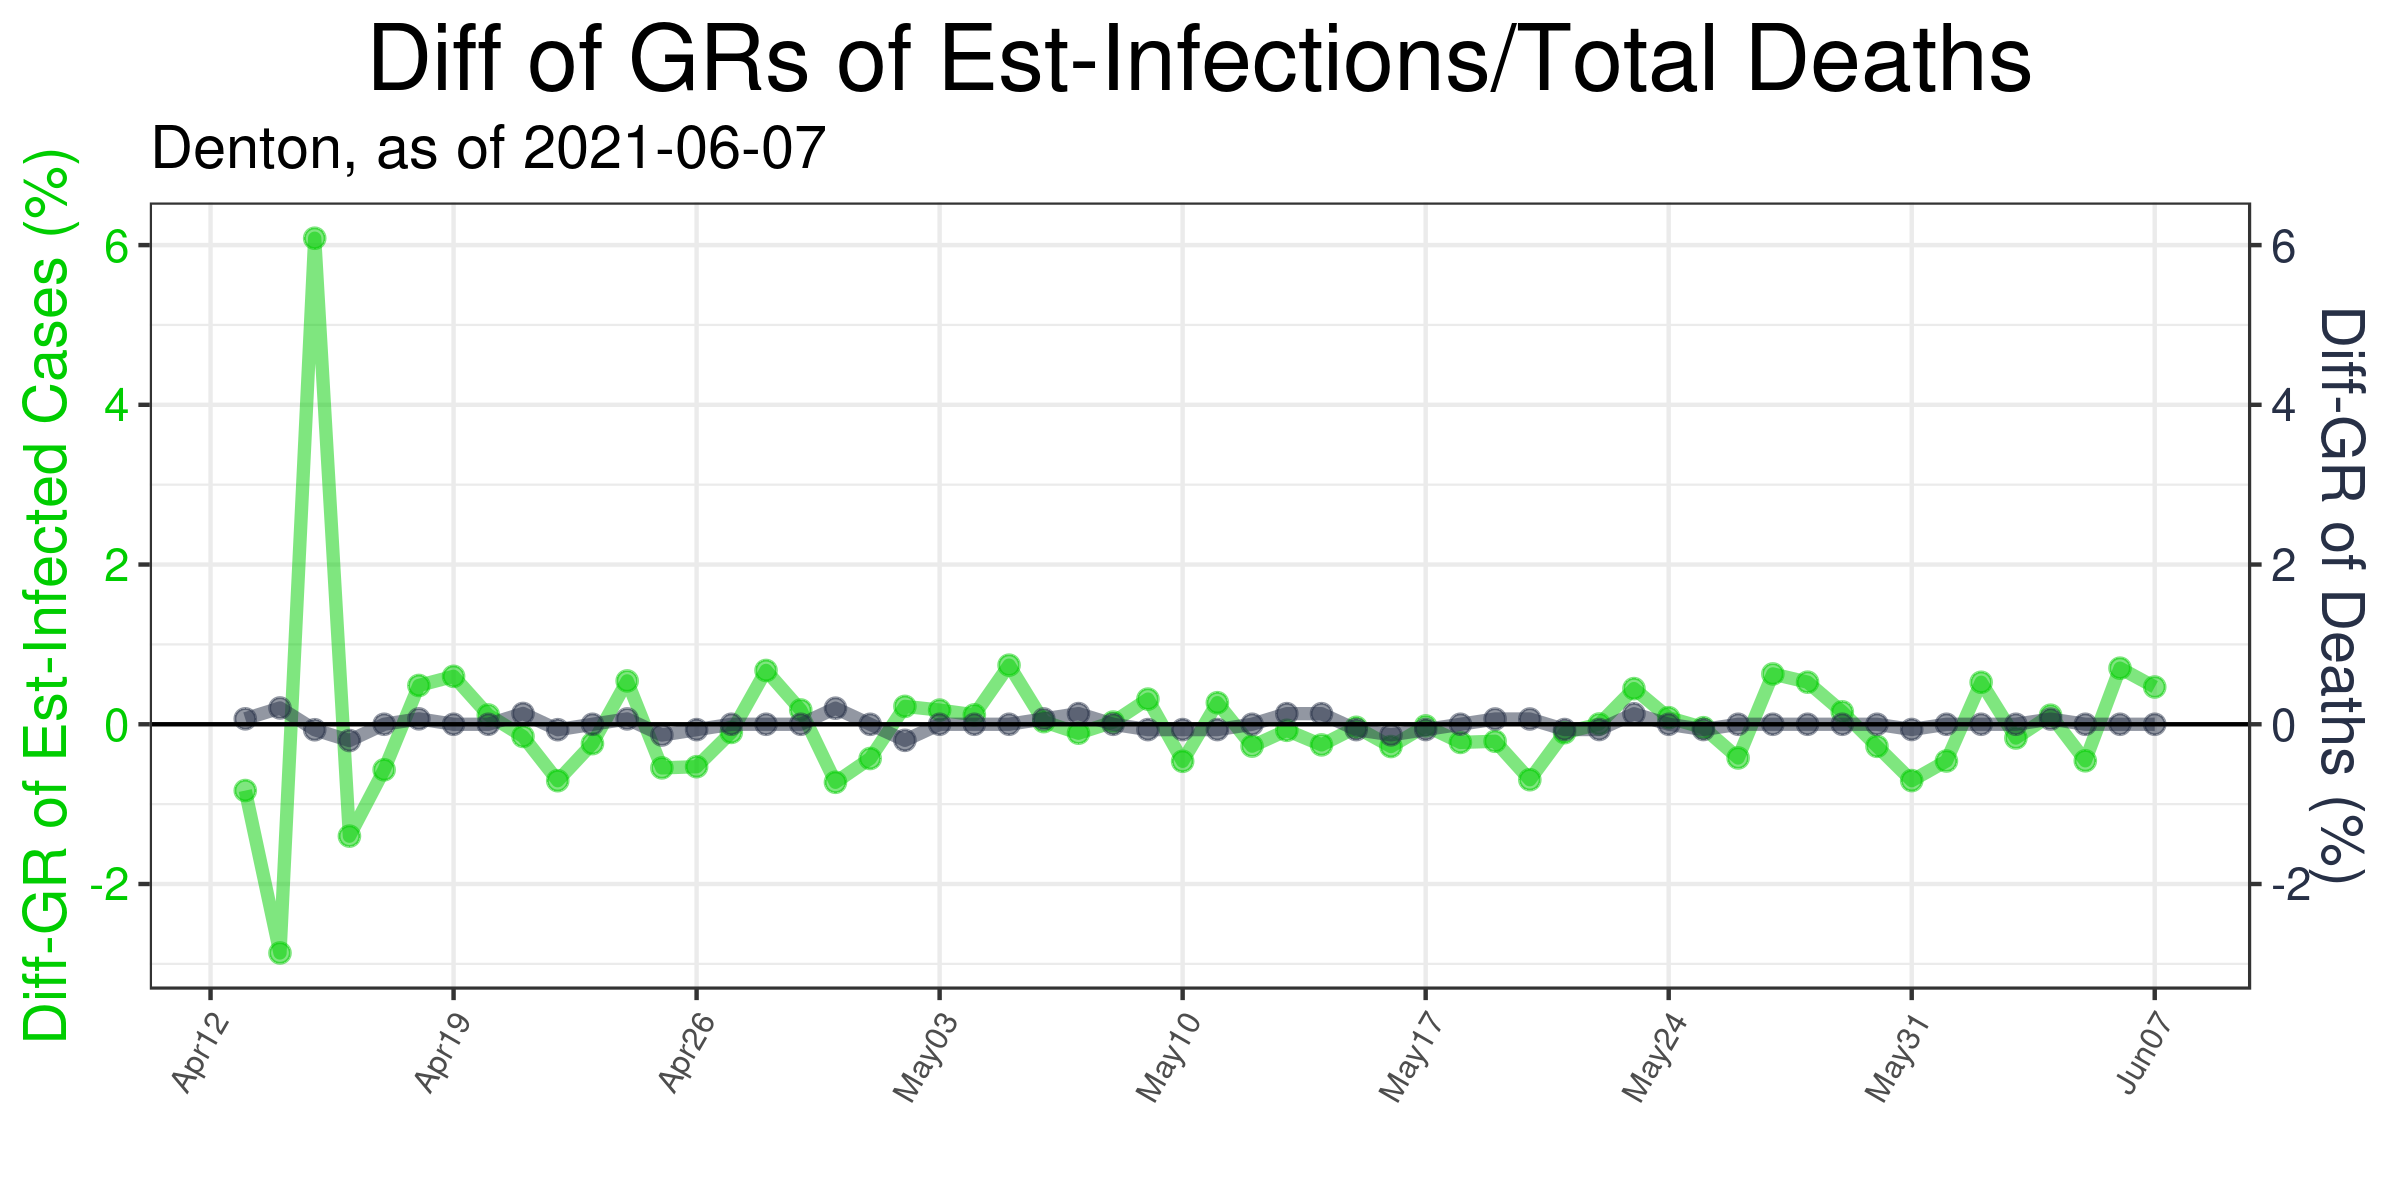 Diff of GRs of Est-Infections/Total Deaths
Denton, as of 2021-06-07
Diff-GR of Est-Infected Cases (%)
6
4
2
0
-2
6
4
2
0
-2
Diff-GR of Deaths (%)
Apr12
Apr19
Apr26
May03
May10
May17
May24
May31
Jun07